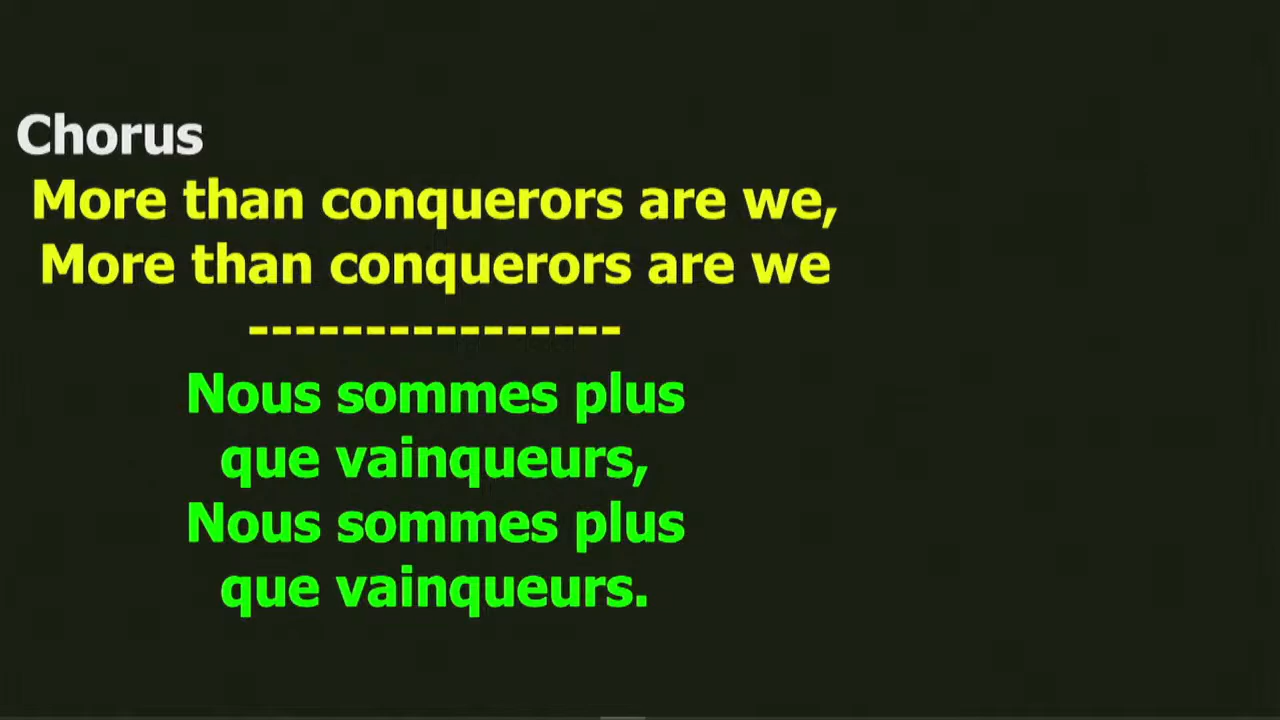 Chorus
More than conquerors are we,
More than conquerors are we
----------------
Nous sommes plus
que vainqueurs,
Nous sommes plus
que vainqueurs.